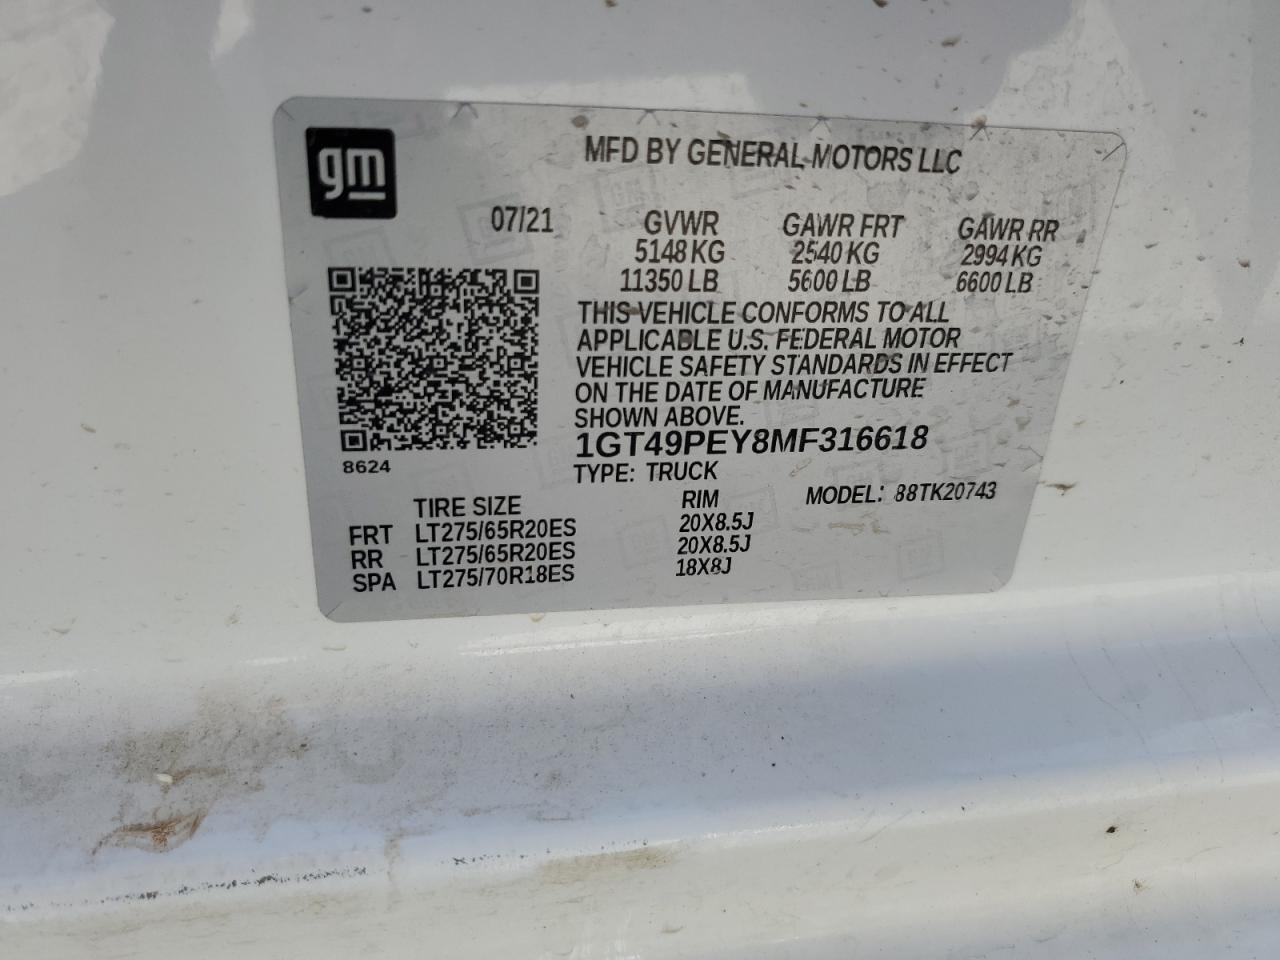 gm
MFD BY GENERAL MOTORS LLC
07/21 GVWR GAWR FRT GAWR RR
5148 KG 2540 KG 2994 KG
11350 LB 5600 LB 6600 LB
THIS VEHICLE CONFORMS TO ALL
APPLICABLE U.S. FEDERAL MOTOR
VEHICLE SAFETY STANDARDS IN EFFECT
ON THE DATE OF MANUFACTURE
SHOWN ABOVE.
1GT49PEY8MF316618
8624
TYPE: TRUCK
MODEL: 88TK20743
TIRE SIZE RIM
FRT LT275/65R20ES 20X8.5J
RR LT275/65R20ES 20X8.5J
SPA LT275/70R18ES 18X8J